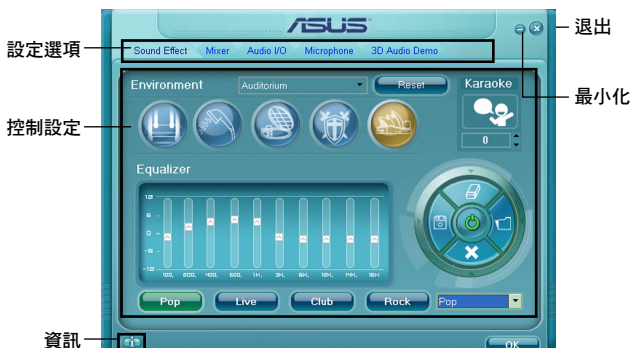 ASUS
退出
設定選項
Sound Effect Mixer Audio I/O Microphone 3D Audio Demo
最小化
Environment Auditorium Reset Karaoke
控制設定
0
Equalizer
12
6
0
-6
-12
100, 200, 400, 600, 1K, 3K, 6K, 12K, 14K, 16K
Pop Live Club Rock Pop
資訊
OK